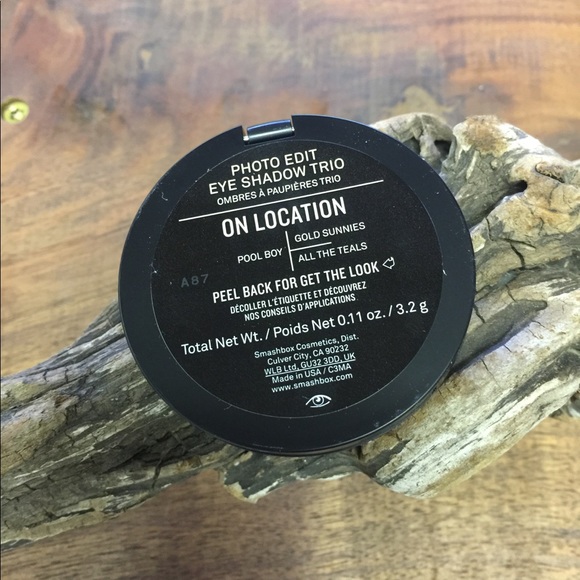 PHOTO EDIT
EYE SHADOW TRIO
OMBRES À PAUPIÈRES TRIO
ON LOCATION
POOL BOY
GOLD SUNNIES
ALL THE TEALS
A87
PEEL BACK FOR GET THE LOOK
DÉCOLLER L'ÉTIQUETTE ET DÉCOUVREZ
NOS CONSEILS D'APPLICATIONS
Total Net Wt. / Poids Net 0.11 oz. / 3.2 g
Smashbox Cosmetics, Dist.
Culver City, CA 90232
WLB Ltd, GU32 3DD, UK
Made in USA / C3MA
www.smashbox.com